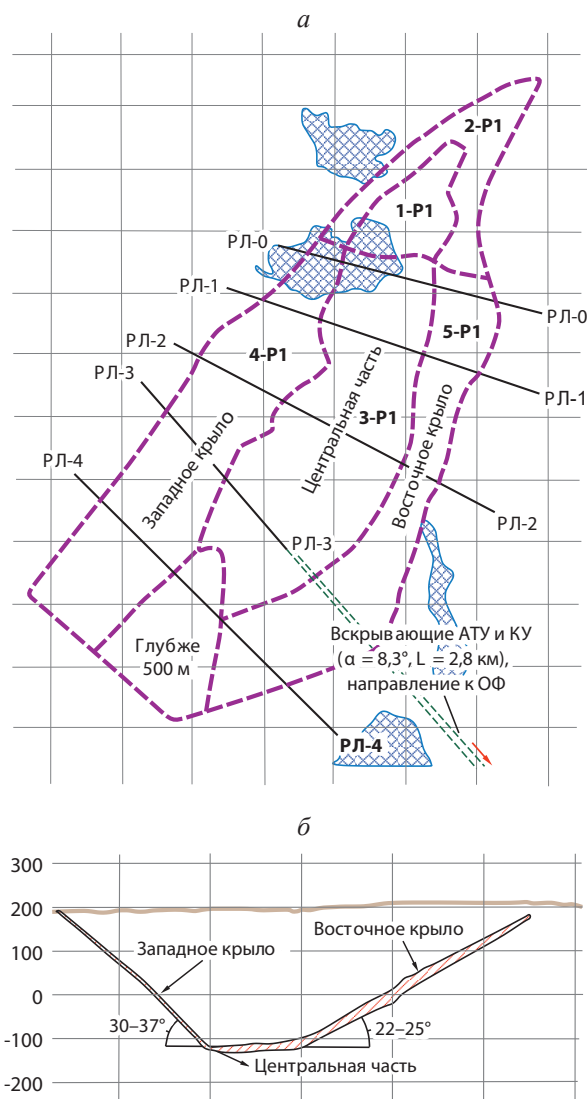 а
2-Р1
1-Р1
РЛ-0
РЛ-1
РЛ-0
РЛ-2
4-Р1
5-Р1
РЛ-3
РЛ-1
Западное крыло
Центральная часть
3-Р1
Восточное крыло
РЛ-4
РЛ-2
РЛ-3
Глубже
500 м
Вскрывающие АТУ и КУ
(α = 8,3°, L = 2,8 км),
направление к ОФ
РЛ-4
б
300
200
100
0
-100
-200
Западное крыло
Восточное крыло
30–37°
22–25°
Центральная часть